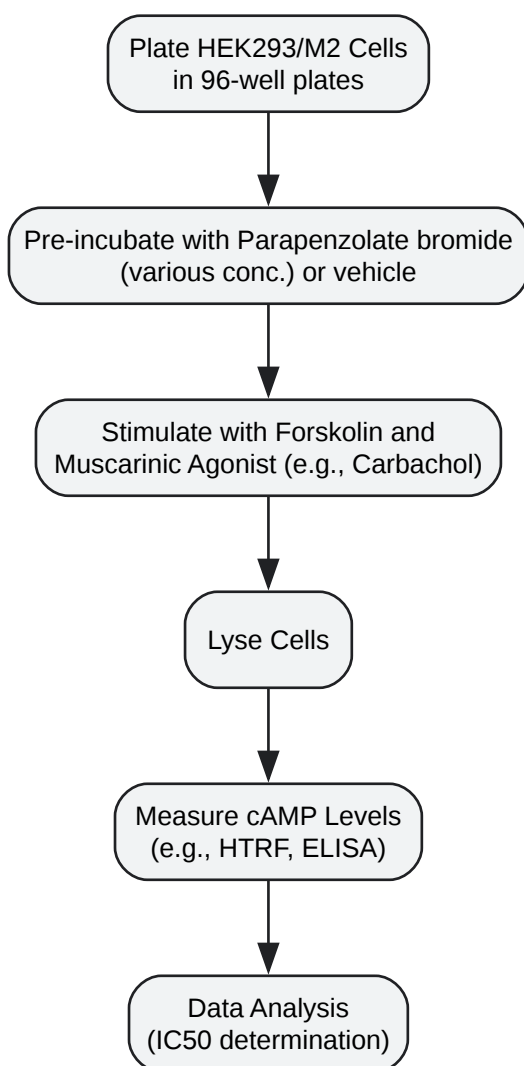 Plate HEK293/M2 Cells
in 96-well plates
Pre-incubate with Parapenzolate bromide
(various conc.) or vehicle
Stimulate with Forskolin and
Muscarinic Agonist (e.g., Carbachol)
Lyse Cells
Measure cAMP Levels
(e.g., HTRF, ELISA)
Data Analysis
(IC50 determination)